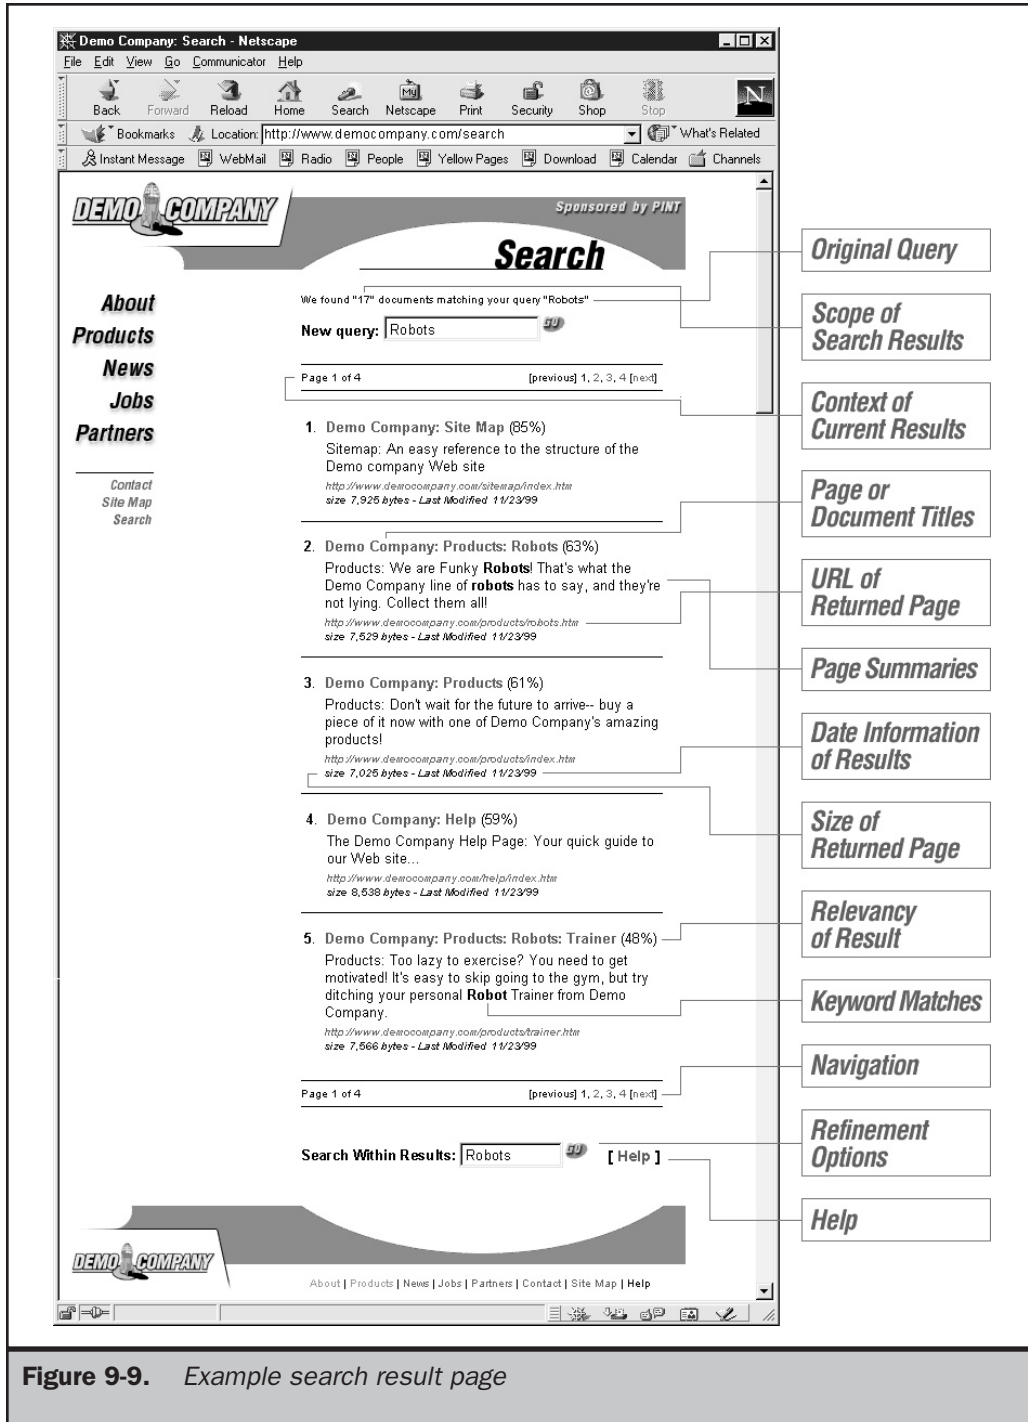 Demo Company: Search - Netscape
File Edit View Go Communicator Help
Back Forward Reload Home Search Netscape Print Security Shop Stop
My
N
Bookmarks Location: http://www.democompany.com/search What's Related
Instant Message WebMail Radio People Yellow Pages Download Calendar Channels
DEMO COMPANY
Sponsored by PINT
Search
About
Products
News
Jobs
Partners
Contact
Site Map
Search
We found "17" documents matching your query "Robots"
New query: Robots GO
Page 1 of 4 [previous] 1, 2, 3, 4 [next]
1. Demo Company: Site Map (85%)
Sitemap: An easy reference to the structure of the
Demo company Web site
http://www.democompany.com/sitemap/index.htm
size 7,925 bytes - Last Modified 11/23/99
2. Demo Company: Products: Robots (63%)
Products: We are Funky Robots! That's what the
Demo Company line of robots has to say, and they're
not lying. Collect them all!
http://www.democompany.com/products/robots.htm
size 7,529 bytes - Last Modified 11/23/99
3. Demo Company: Products (61%)
Products: Don't wait for the future to arrive-- buy a
piece of it now with one of Demo Company's amazing
products!
http://www.democompany.com/products/index.htm
size 7,025 bytes - Last Modified 11/23/99
4. Demo Company: Help (59%)
The Demo Company Help Page: Your quick guide to
our Web site...
http://www.democompany.com/help/index.htm
size 8,538 bytes - Last Modified 11/23/99
5. Demo Company: Products: Robots: Trainer (48%)
Products: Too lazy to exercise? You need to get
motivated! It's easy to skip going to the gym, but try
ditching your personal Robot Trainer from Demo
Company.
http://www.democompany.com/products/trainer.htm
size 7,566 bytes - Last Modified 11/23/99
Page 1 of 4 [previous] 1, 2, 3, 4 [next]
Search Within Results: Robots GO [ Help ]
DEMO COMPANY
About | Products | News | Jobs | Partners | Contact | Site Map | Help
Original Query
Scope of
Search Results
Context of
Current Results
Page or
Document Titles
URL of
Returned Page
Page Summaries
Date Information
of Results
Size of
Returned Page
Relevancy
of Result
Keyword Matches
Navigation
Refinement
Options
Help
Figure 9-9. Example search result page